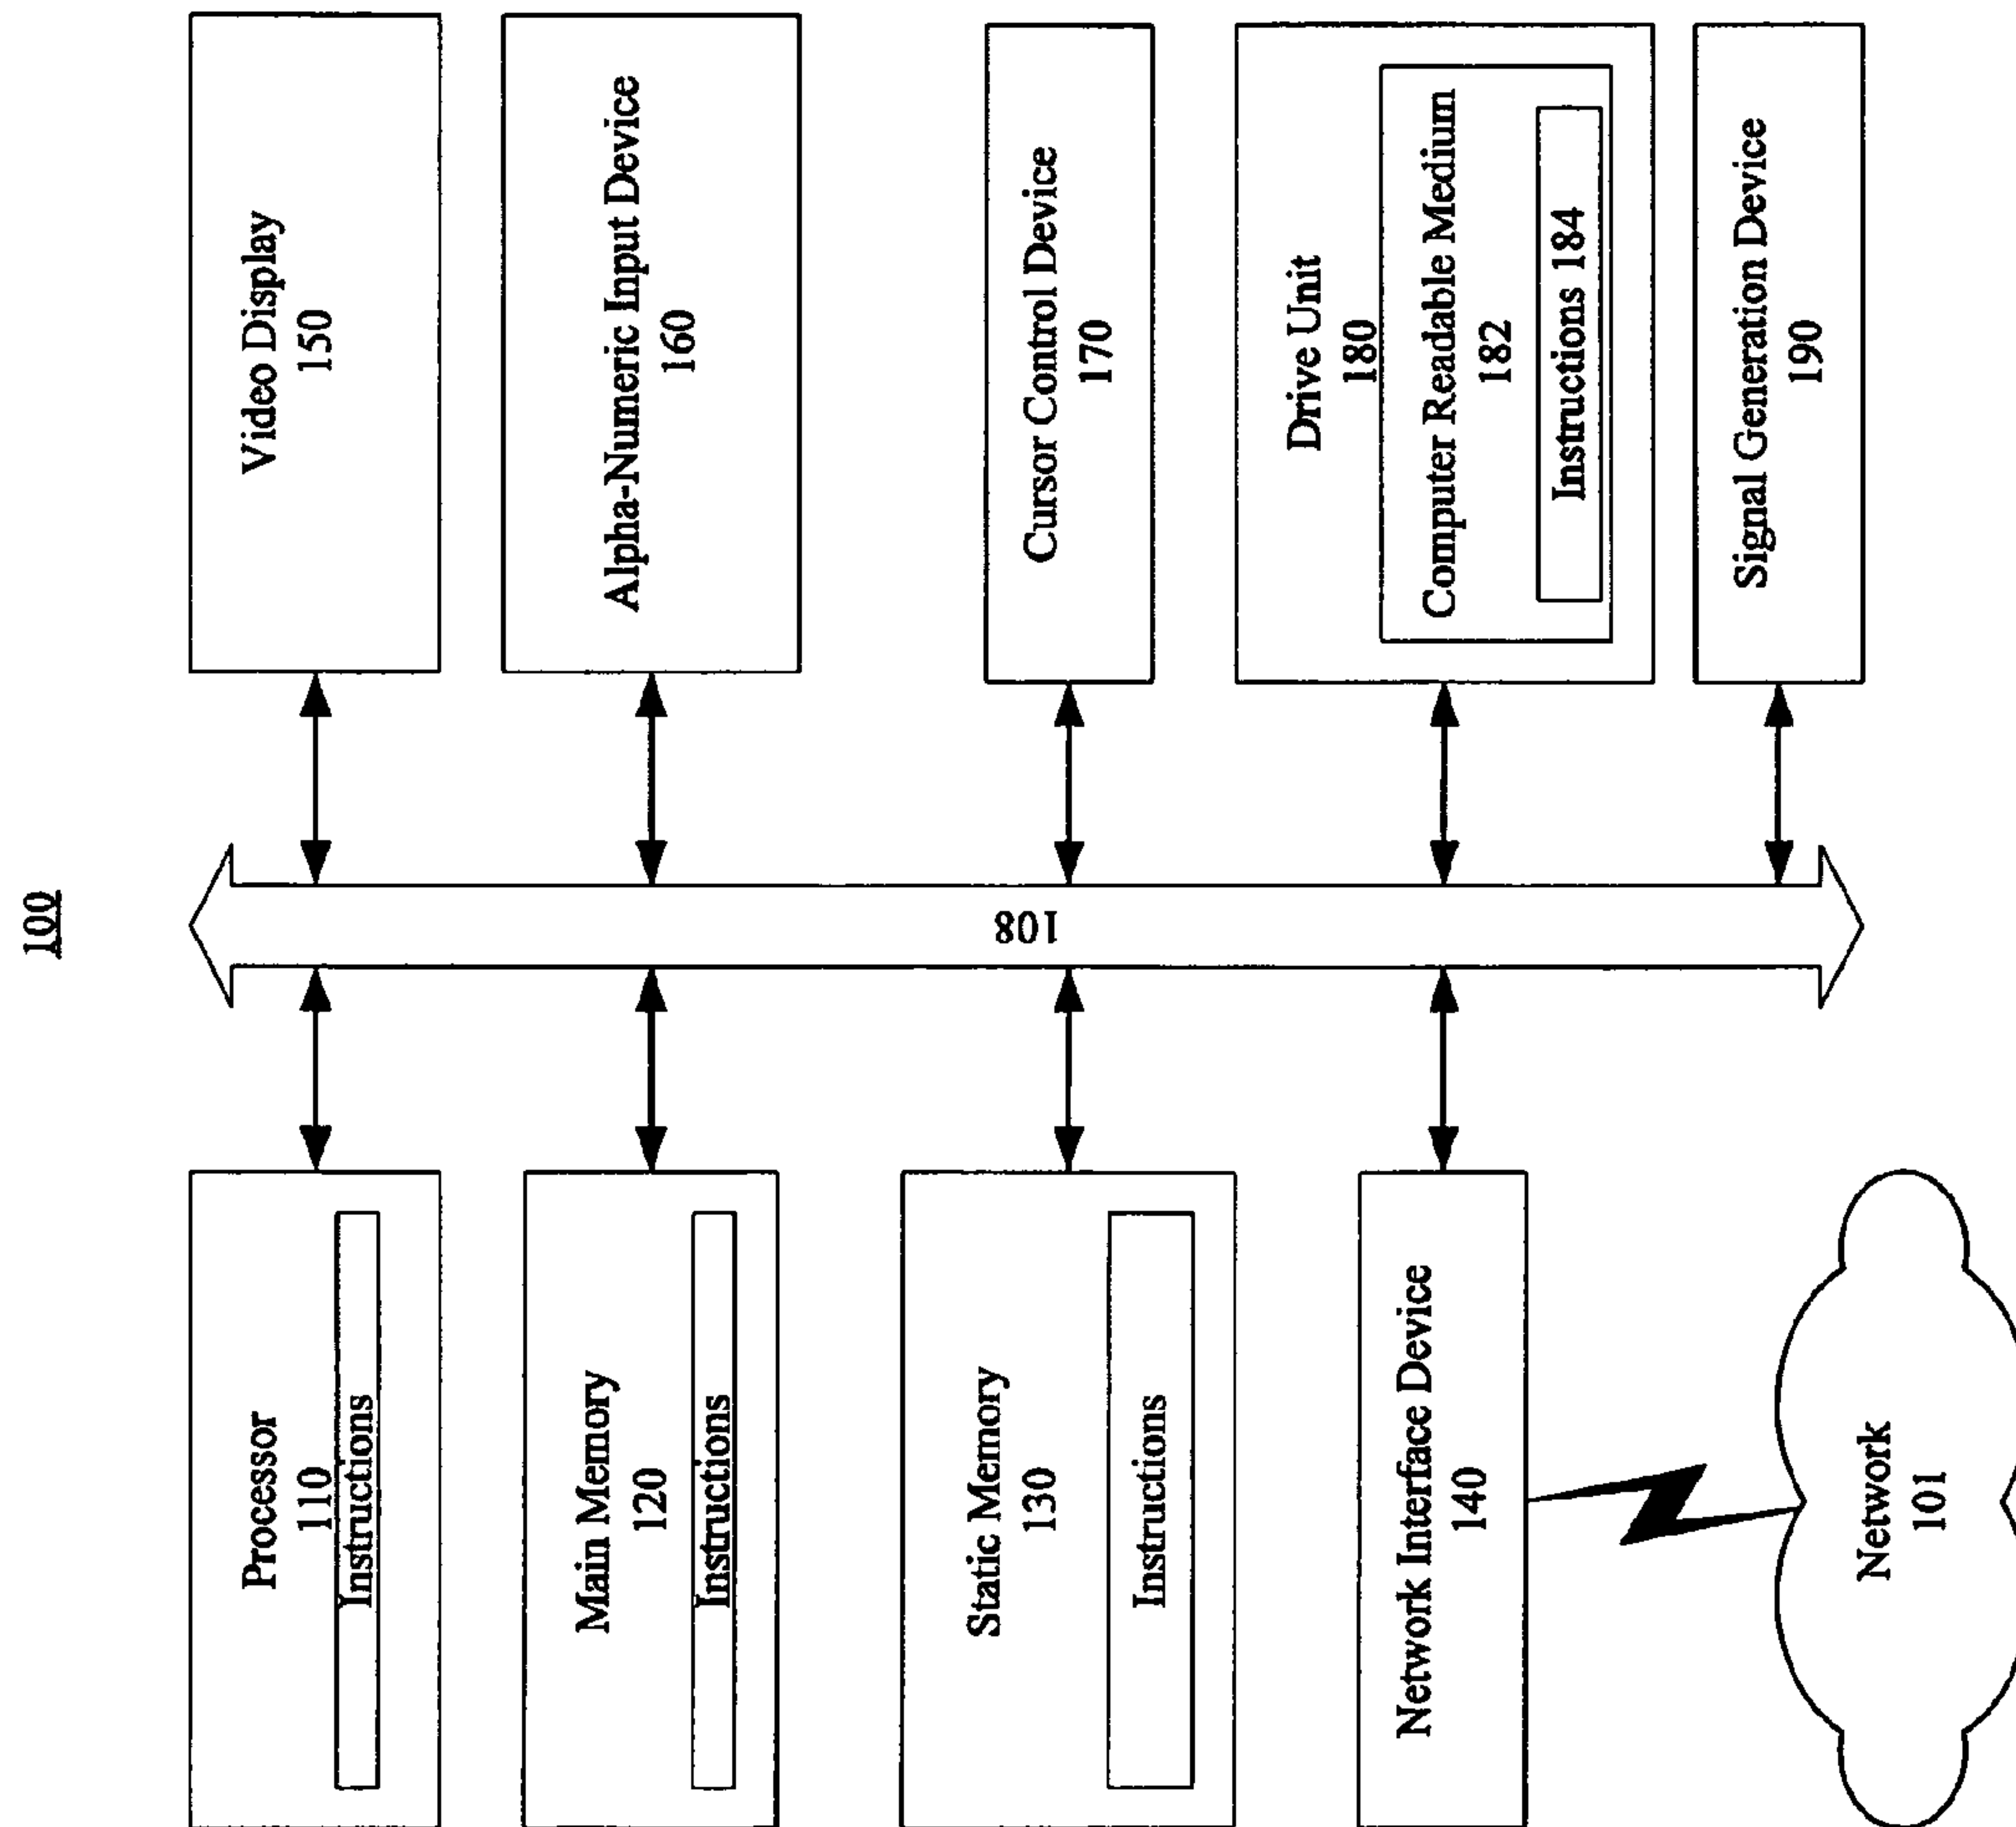 100
Processor
110
Instructions
Main Memory
120
Instructions
Static Memory
130
Instructions
Network Interface Device
140
Network
101
108
Video Display
150
Alpha-Numeric Input Device
160
Cursor Control Device
170
Drive Unit
180
Computer Readable Medium
182
Instructions 184
Signal Generation Device
190